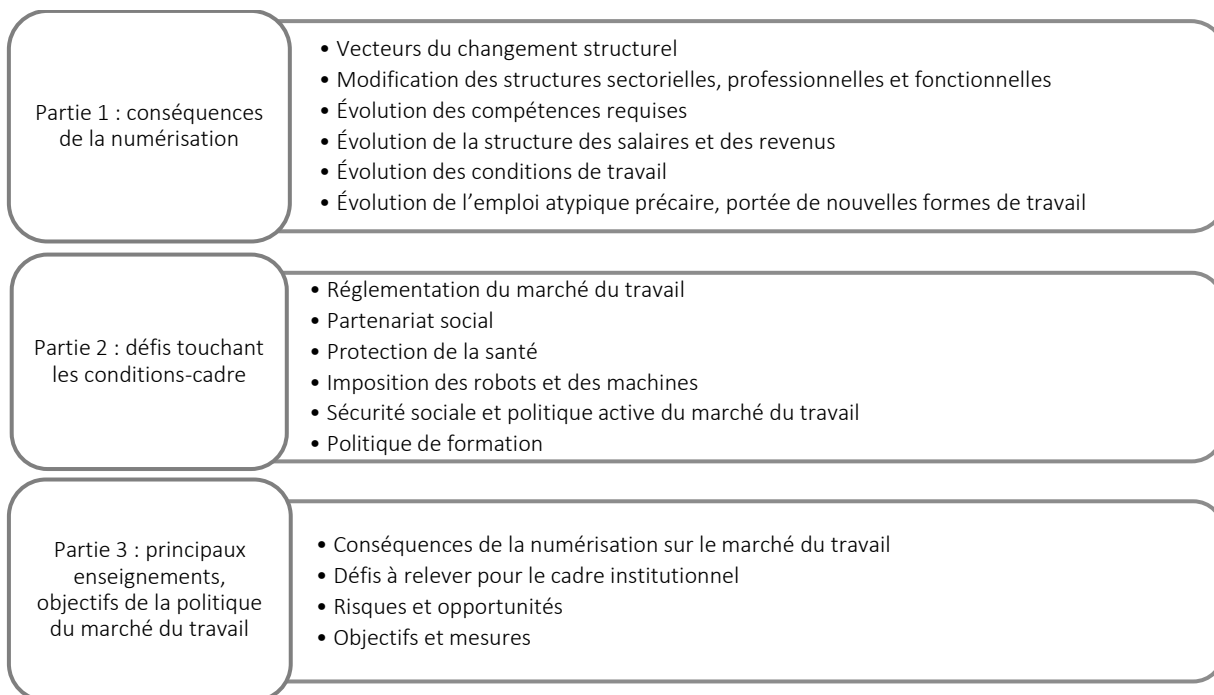 Partie 1 : conséquences
de la numérisation
• Vecteurs du changement structurel
• Modification des structures sectorielles, professionnelles et fonctionnelles
• Évolution des compétences requises
• Évolution de la structure des salaires et des revenus
• Évolution des conditions de travail
• Évolution de l’emploi atypique précaire, portée de nouvelles formes de travail
Partie 2 : défis touchant
les conditions-cadre
• Réglementation du marché du travail
• Partenariat social
• Protection de la santé
• Imposition des robots et des machines
• Sécurité sociale et politique active du marché du travail
• Politique de formation
Partie 3 : principaux
enseignements,
objectifs de la politique
du marché du travail
• Conséquences de la numérisation sur le marché du travail
• Défis à relever pour le cadre institutionnel
• Risques et opportunités
• Objectifs et mesures